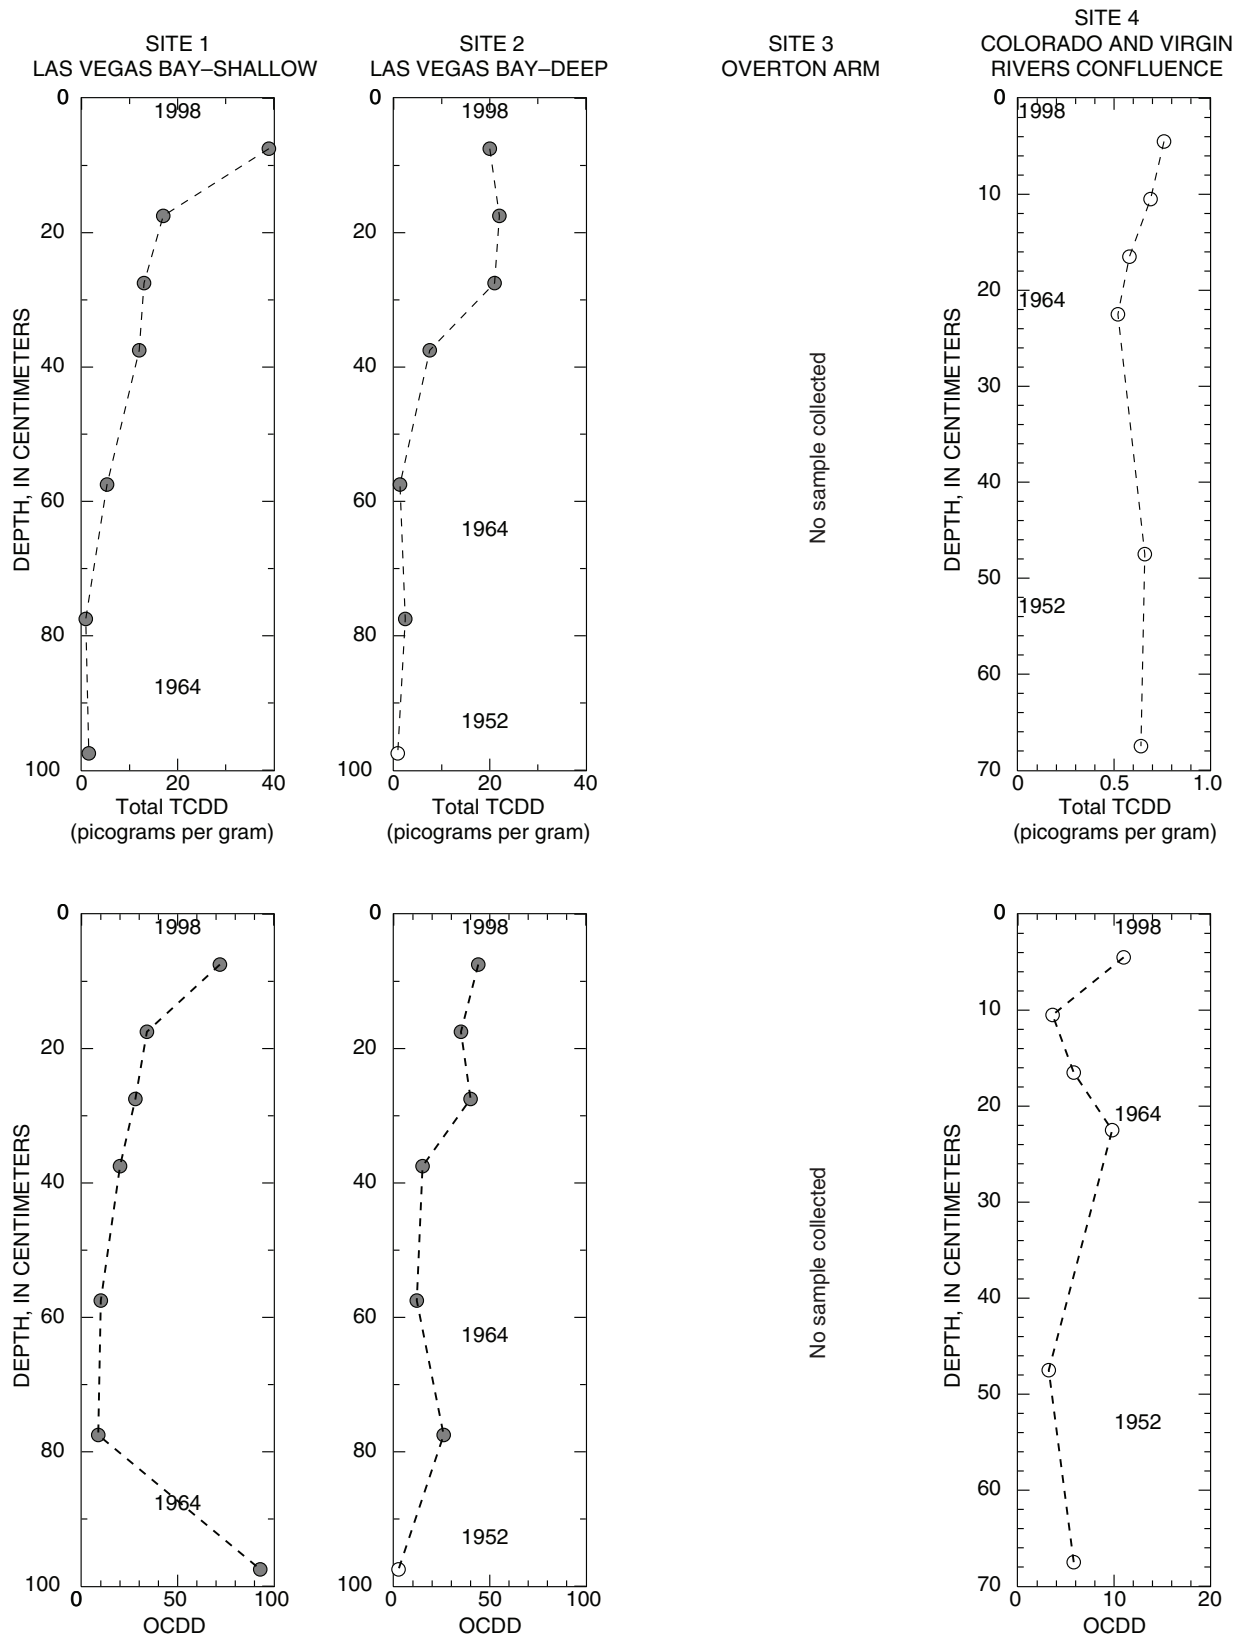 SITE 1
LAS VEGAS BAY–SHALLOW
SITE 2
LAS VEGAS BAY–DEEP
SITE 3
OVERTON ARM
SITE 4
COLORADO AND VIRGIN
RIVERS CONFLUENCE
DEPTH, IN CENTIMETERS
0
20
40
60
80
100
1998
1964
0 20 40
Total TCDD
(picograms per gram)
0
20
40
60
80
100
1998
1964
1952
0 20 40
Total TCDD
(picograms per gram)
No sample collected
DEPTH, IN CENTIMETERS
0
10
20
30
40
50
60
70
1998
1964
1952
0 0.5 1.0
Total TCDD
(picograms per gram)
DEPTH, IN CENTIMETERS
0
20
40
60
80
100
1998
1964
0 50 100
OCDD
0
20
40
60
80
100
1998
1964
1952
0 50 100
OCDD
No sample collected
DEPTH, IN CENTIMETERS
0
10
20
30
40
50
60
70
1998
1964
1952
0 10 20
OCDD